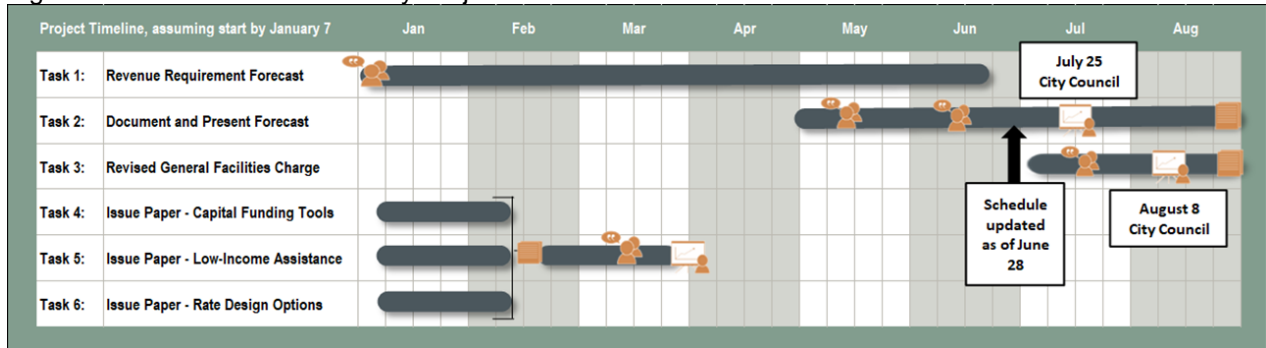 Project Timeline, assuming start by January 7 Jan Feb Mar Apr May Jun Jul Aug
Task 1: Revenue Requirement Forecast
July 25
City Council
Task 2: Document and Present Forecast
Task 3: Revised General Facilities Charge
Task 4: Issue Paper - Capital Funding Tools
Schedule
updated
as of June
28
August 8
City Council
Task 5: Issue Paper - Low-Income Assistance
Task 6: Issue Paper - Rate Design Options